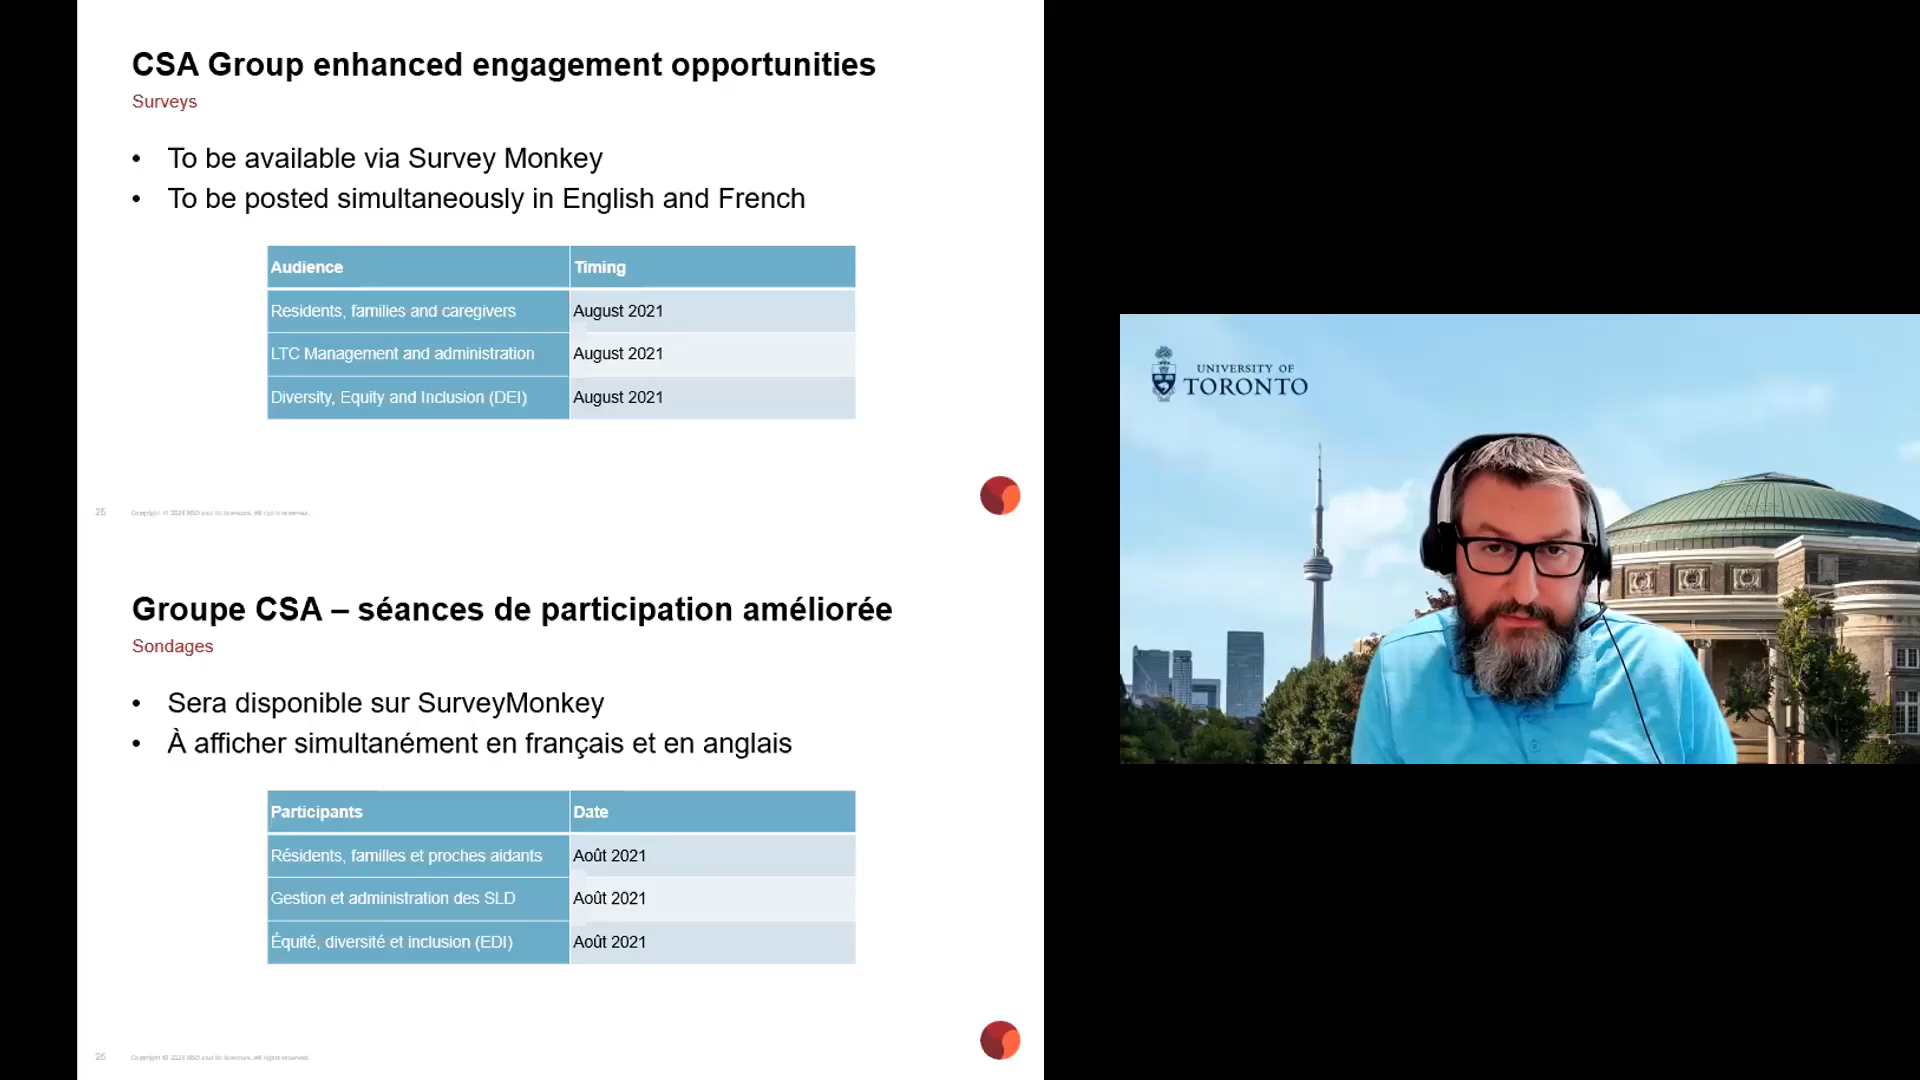 CSA Group enhanced engagement opportunities
Surveys
• To be available via Survey Monkey
• To be posted simultaneously in English and French
Audience Timing
Residents, families and caregivers August 2021
LTC Management and administration August 2021
Diversity, Equity and Inclusion (DEI) August 2021
Groupe CSA – séances de participation améliorée
Sondages
• Sera disponible sur SurveyMonkey
• À afficher simultanément en français et en anglais
Participants Date
Résidents, familles et proches aidants Août 2021
Gestion et administration des SLD Août 2021
Équité, diversité et inclusion (EDI) Août 2021
UNIVERSITY OF
TORONTO